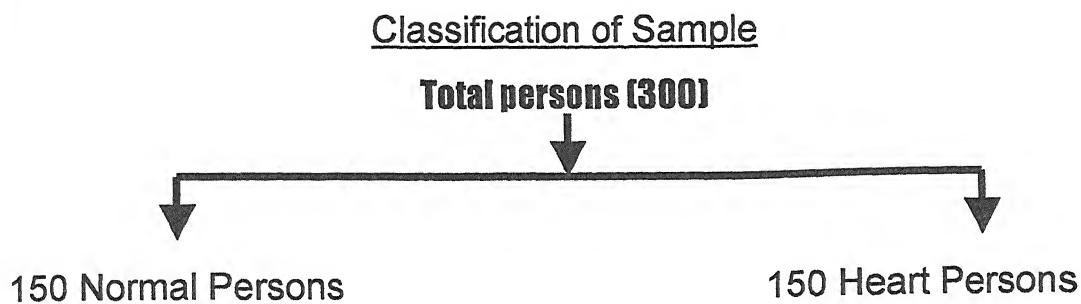 Classification of Sample
Total persons (300)
150 Normal Persons
150 Heart Persons